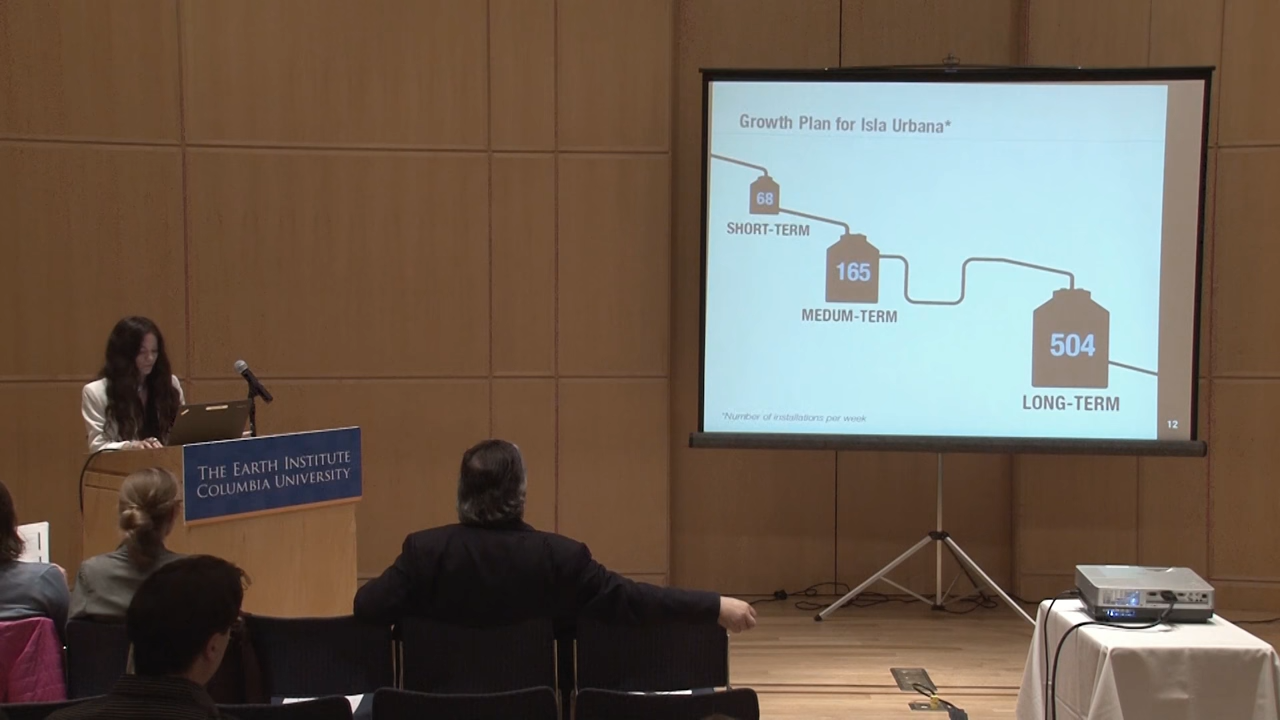 Growth Plan for Isla Urbana*
68
SHORT-TERM
165
MEDUM-TERM
504
LONG-TERM
*Number of installations per week
12
THE EARTH INSTITUTE
COLUMBIA UNIVERSITY